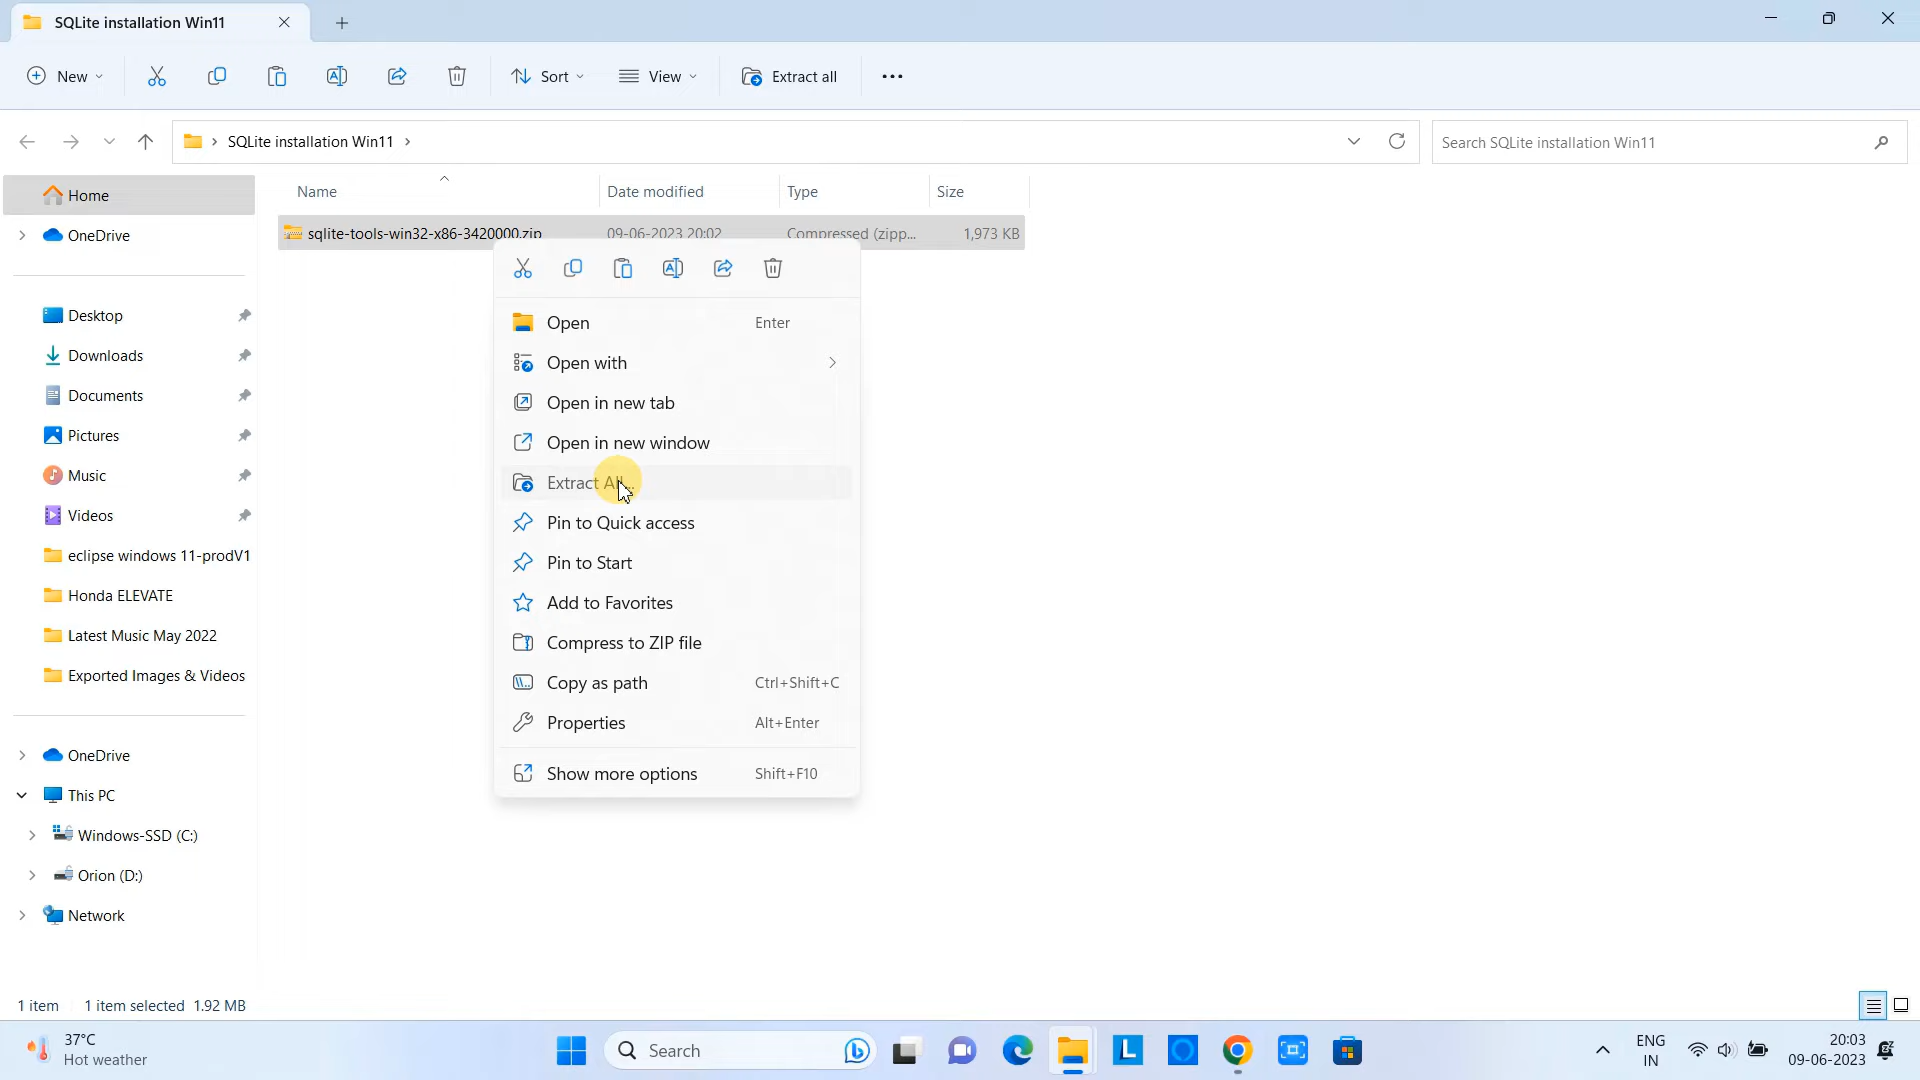 SQLite installation Win11
New
Sort
View
Extract all
SQLite installation Win11
Search SQLite installation Win11
Name
Date modified
Type
Size
sqlite-tools-win32-x86-3420000.zip
09-06-2023 20:02
Compressed (zipp...
1,973 KB
Home
OneDrive
Desktop
Downloads
Documents
Pictures
Music
Videos
eclipse windows 11-prodV1
Honda ELEVATE
Latest Music May 2022
Exported Images & Videos
OneDrive
This PC
Windows-SSD (C:)
Orion (D:)
Network
Open Enter
Open with
Open in new tab
Open in new window
Extract All...
Pin to Quick access
Pin to Start
Add to Favorites
Compress to ZIP file
Copy as path Ctrl+Shift+C
Properties Alt+Enter
Show more options Shift+F10
1 item 1 item selected 1.92 MB
37°C
Hot weather
Search
ENG
IN
20:03
09-06-2023